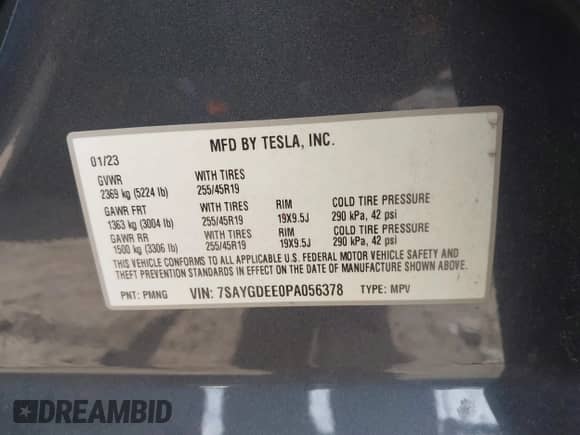 MFD BY TESLA, INC.
01/23
GVWR WITH TIRES
2369 kg (5224 lb) 255/45R19
GAWR FRT WITH TIRES RIM COLD TIRE PRESSURE
1363 kg (3004 lb) 255/45R19 19X9.5J 290 kPa, 42 psi
GAWR RR WITH TIRES RIM COLD TIRE PRESSURE
1500 kg (3306 lb) 255/45R19 19X9.5J 290 kPa, 42 psi
THIS VEHICLE CONFORMS TO ALL APPLICABLE U.S. FEDERAL MOTOR VEHICLE SAFETY AND
THEFT PREVENTION STANDARDS IN EFFECT ON THE DATE OF MANUFACTURE SHOWN ABOVE.
PNT: PMNG VIN: 7SAYGDEE0PA056378 TYPE: MPV
DREAMBID